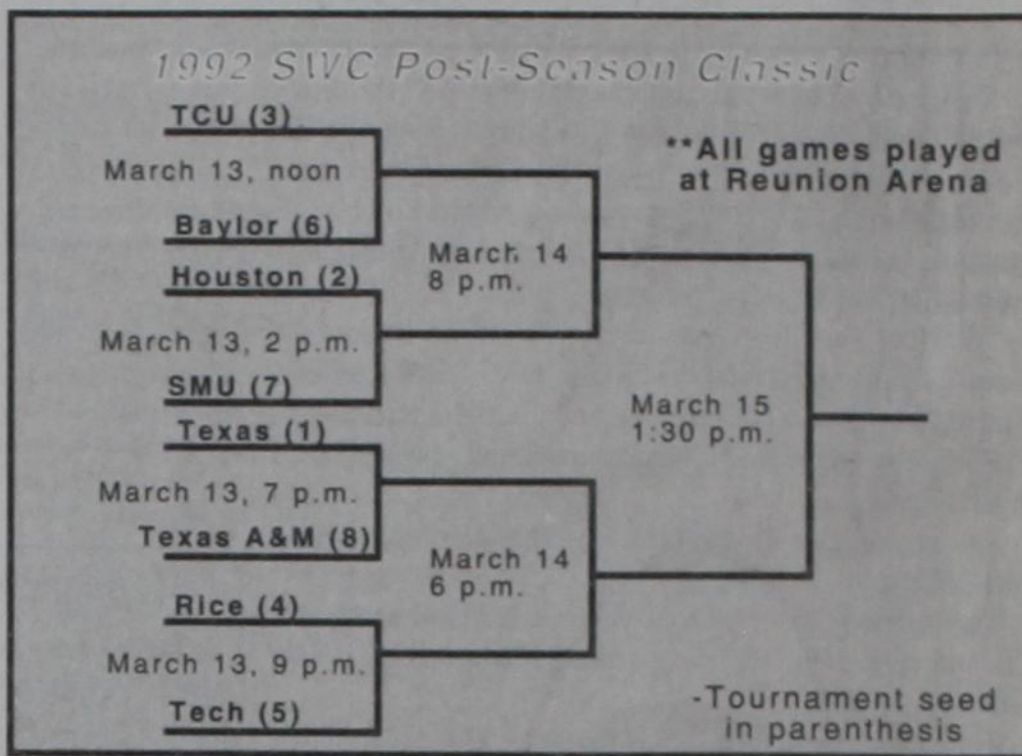 1992 SWC Post-Season Classic
TCU (3)
March 13, noon
Baylor (6)
**All games played
at Reunion Arena
March 14
8 p.m.
Houston (2)
March 13, 2 p.m.
SMU (7)
March 15
1:30 p.m.
Texas (1)
March 13, 7 p.m.
Texas A&M (8)
March 14
6 p.m.
Rice (4)
March 13, 9 p.m.
Tech (5)
-Tournament seed
in parenthesis